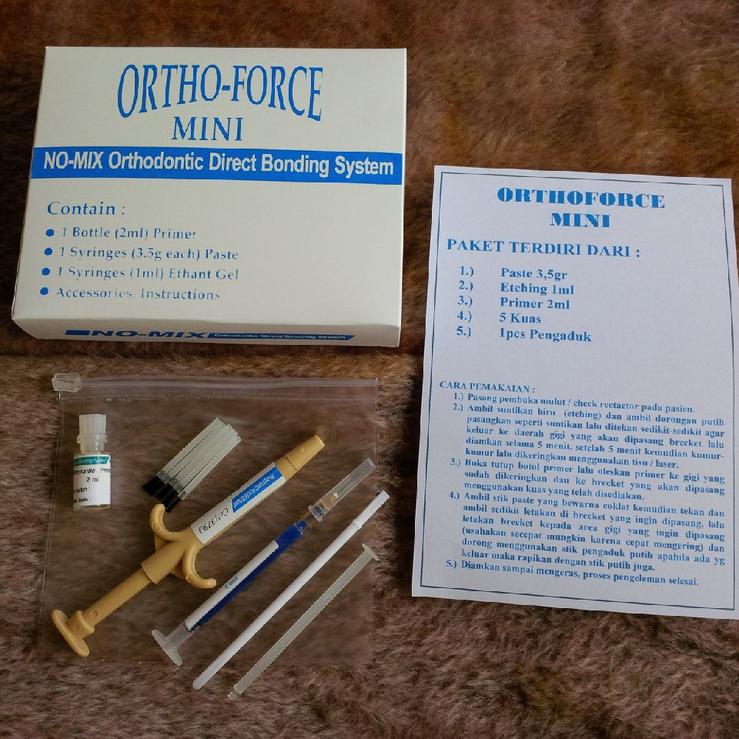 ORTHO-FORCE
MINI
NO-MIX Orthodontic Direct Bonding System
Contain :
1 Bottle (2ml) Primer
1 Syringes (3.5g each) Paste
1 Syringes (1ml) Ethant Gel
Accessories. Instructions
NO-MIX Orthodontic Direct Bonding System
2 ml
ORTHOFORCE
MINI
PAKET TERDIRI DARI :
1.) Paste 3,5gr
2.) Etching 1ml
3.) Primer 2ml
4.) 5 Kuas
5.) 1pcs Pengaduk
CARA PEMAKAIAN :
1.) Pasang pembuka mulut / check rectactor pada pasien.
2.) Ambil suntikan biru (etching) dan ambil dorongan putih
pasangkan seperti suntikan lalu ditekan sedikit-sedikit agar
keluar ke daerah gigi yang akan dipasang brecket lalu
diamkan selama 5 menit, setelah 5 menit kemudian kumur-
kumur lalu dikeringkan menggunakan tisu / laser.
3.) Buka tutup botol primer lalu oleskan primer ke gigi yang
sudah dikeringkan dan ke brecket yang akan dipasang
menggunakan kuas yang telah disediakan.
4.) Ambil stik paste yang bewarna coklat kemudian tekan dan
ambil sedikit letakan di brecket yang ingin dipasang, lalu
letakan brecket kepada area gigi yang ingin dipasang
(usahakan secepat mungkin karena cepat mengering) dan
dorong menggunakan stik pengaduk putih apabila ada yg
keluar maka rapikan dengan stik putih juga.
5.) Diamkan sampai mengeras, proses pengeleman selesai.